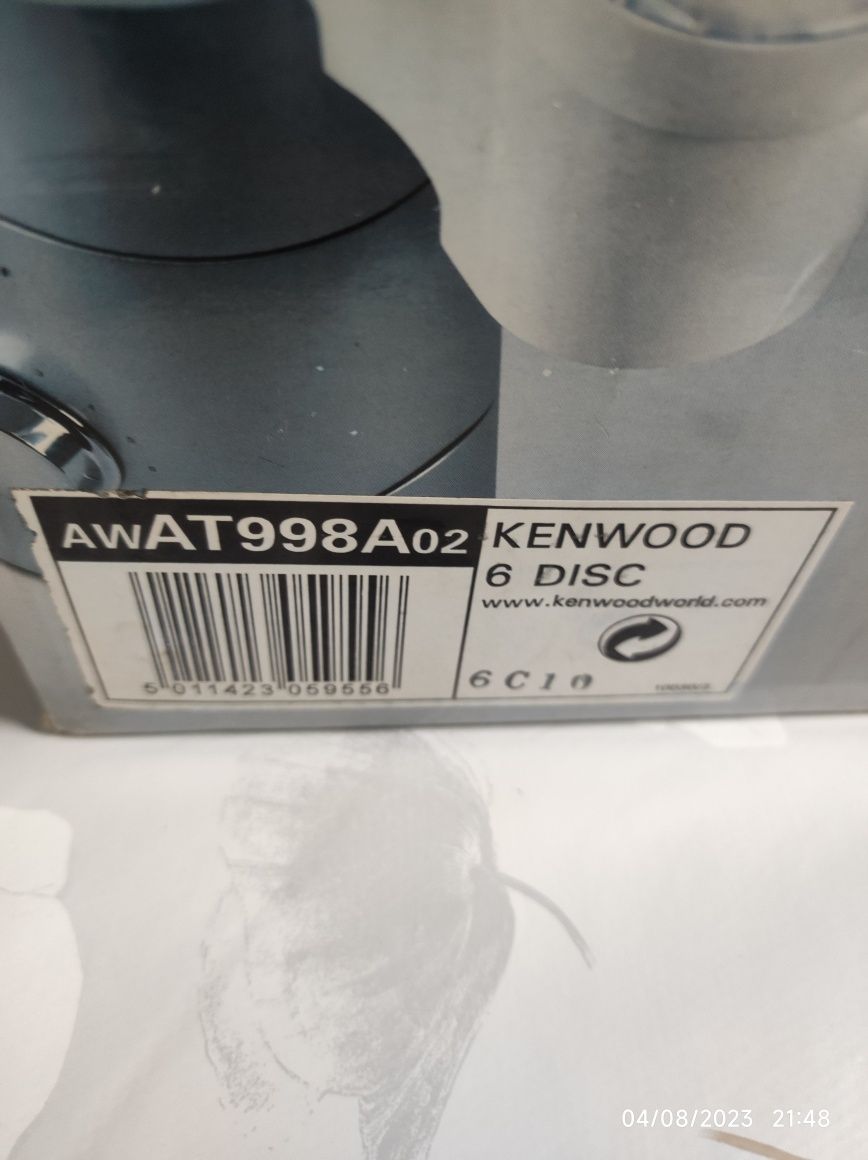 AWAT998A02
KENWOOD
6 DISC
www.kenwoodworld.com
5 011423 059556
6C10
04/08/2023 21:48